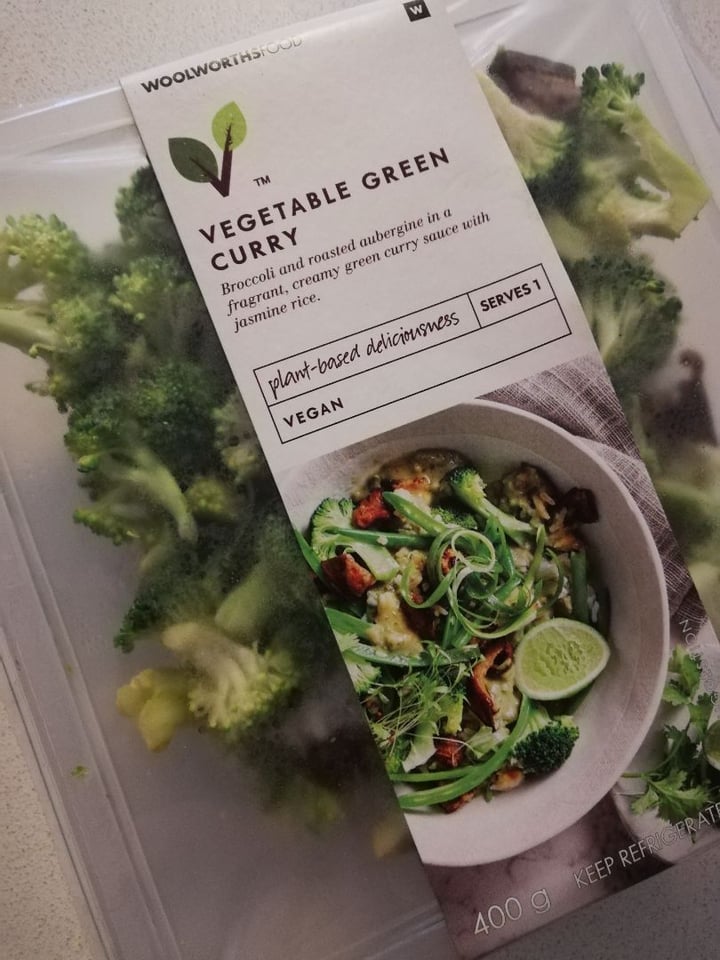 W
WOOLWORTHSFOOD
TM
VEGETABLE GREEN
CURRY
Broccoli and roasted aubergine in a
fragrant, creamy green curry sauce with
jasmine rice.
plant-based deliciousness
SERVES 1
VEGAN
400 g
KEEP REFRIGERATE